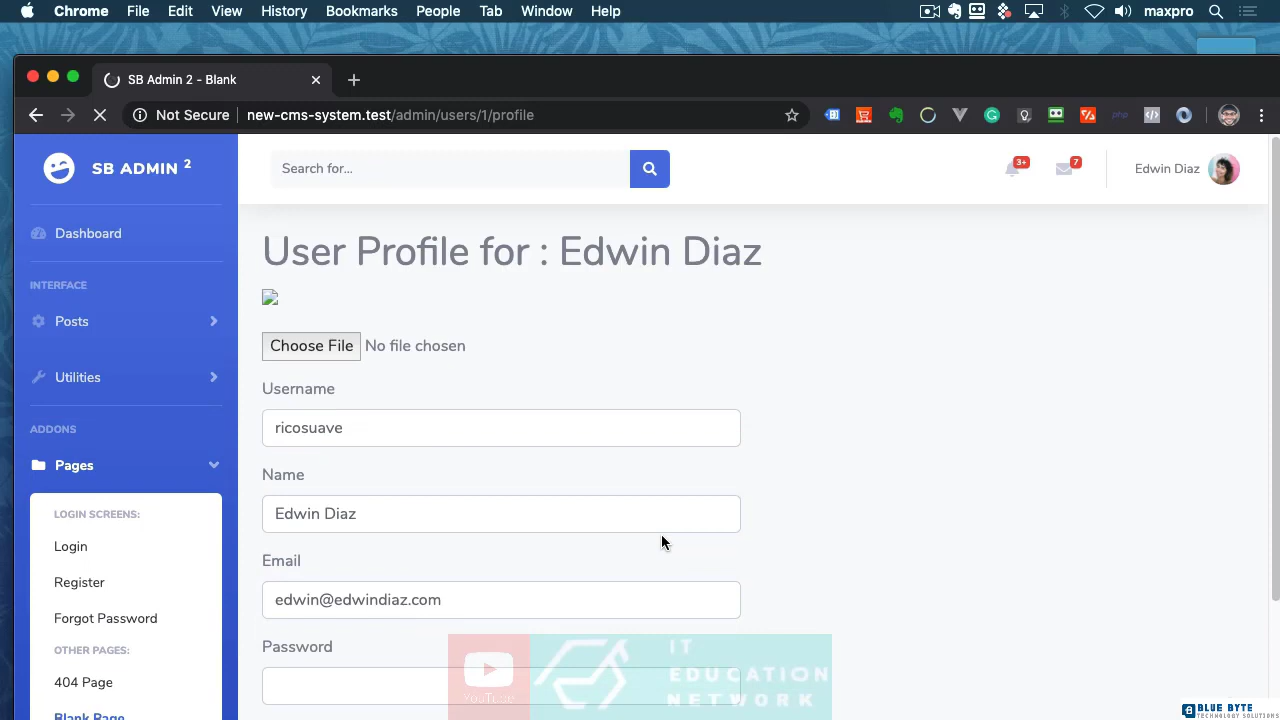 Chrome File Edit View History Bookmarks People Tab Window Help maxpro
SB Admin 2 - Blank
Not Secure new-cms-system.test/admin/users/1/profile
SB ADMIN 2
Search for...
3+
7
Edwin Diaz
Dashboard
INTERFACE
Posts
Utilities
ADDONS
Pages
LOGIN SCREENS:
Login
Register
Forgot Password
OTHER PAGES:
404 Page
Blank Page
User Profile for : Edwin Diaz
Choose File No file chosen
Username
ricosuave
Name
Edwin Diaz
Email
edwin@edwindiaz.com
Password
YouTube
IT
EDUCATION
NETWORK
BLUE BYTE
TECHNOLOGY SOLUTIONS
php